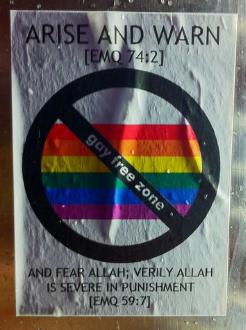 ARISE AND WARN
[EMQ 74:2]
gay free zone
AND FEAR ALLAH; VERILY ALLAH
IS SEVERE IN PUNISHMENT
[EMQ 59:7]